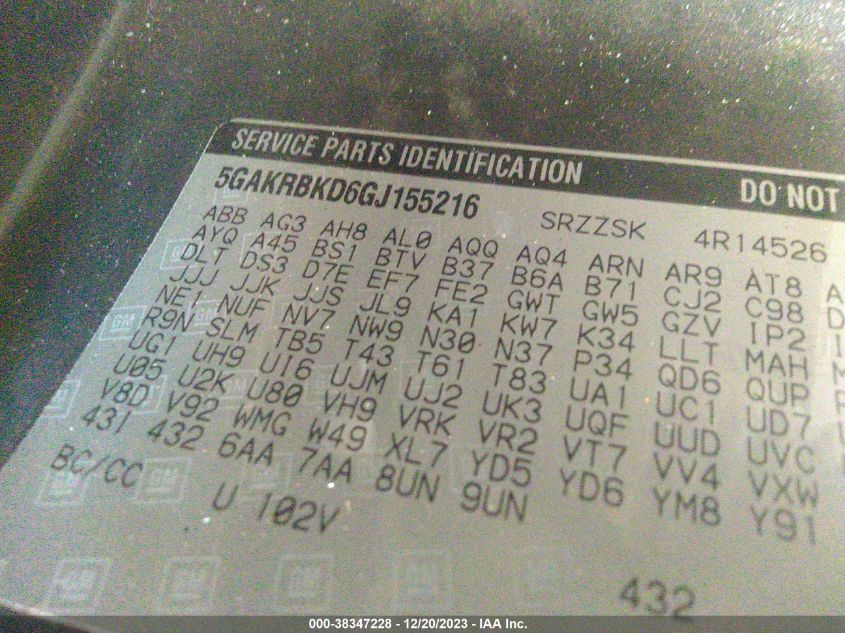 SERVICE PARTS IDENTIFICATION DO NOT
5GAKRBKD6GJ155216 SRZZSK 4R14526
ABB AG3 AH8 AL0 AQQ AQ4 ARN AR9 AT8 A
AYQ A45 BS1 BTV B37 B6A B71 CJ2 C98 D
DLT DS3 D7E EF7 FE2 GWT GW5 GZV IP2 I
JJJ JJK JJS JL9 KA1 KW7 K34 LLT MAH M
NE1 NUF NV7 NW9 N30 N37 P34 QD6 QUP
R9N SLM TB5 T43 T61 T83 UA1 UC1 UD7
UG1 UH9 UI6 UJM UJ2 UK3 UQF UUD UVC
U05 U2K U80 VH9 VRK VR2 VT7 VV4 VXW
V8D V92 WMG W49 XL7 YD5 YD6 YM8 Y91
431 432 6AA 7AA 8UN 9UN
BC/CC U 102V
432
GM
000-38347228 - 12/20/2023 - IAA Inc.